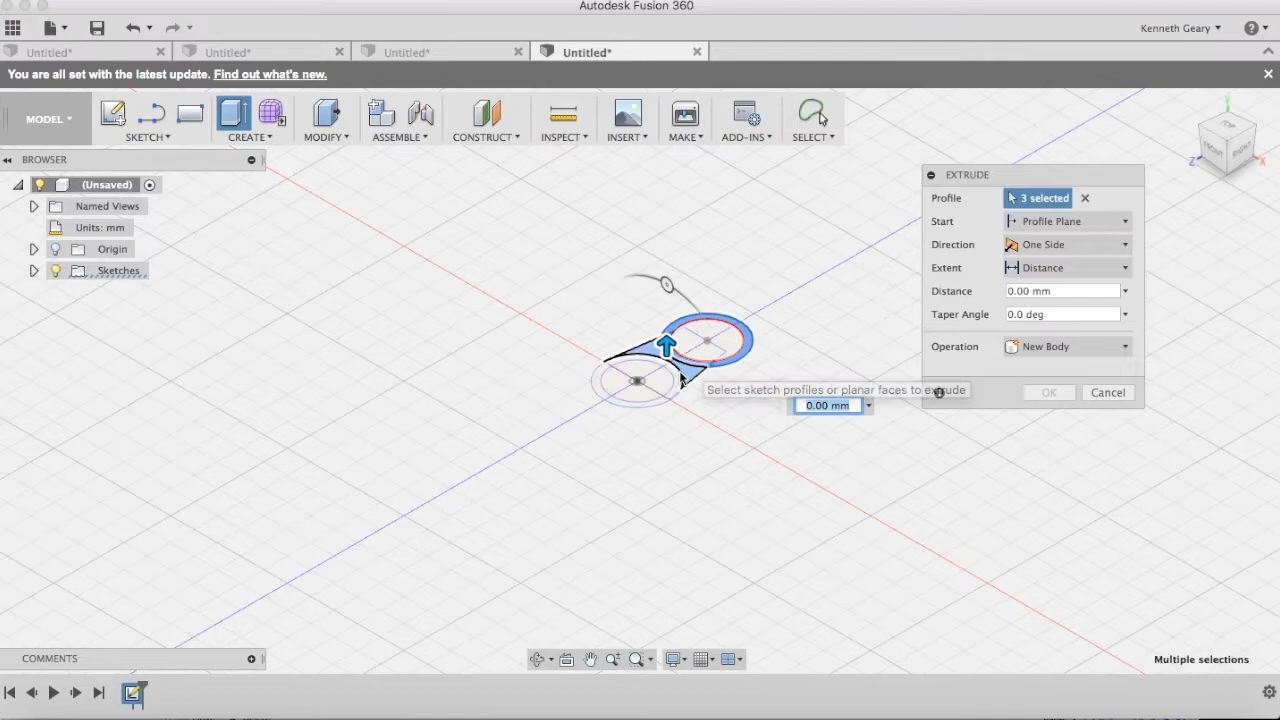 Autodesk Fusion 360
Kenneth Geary
Untitled*
Untitled*
Untitled*
Untitled*
You are all set with the latest update. Find out what's new.
MODEL
SKETCH
CREATE
MODIFY
ASSEMBLE
CONSTRUCT
INSPECT
INSERT
MAKE
ADD-INS
SELECT
BROWSER
(Unsaved)
Named Views
Units: mm
Origin
Sketches
TOP
FRONT
RIGHT
Y
Z
X
EXTRUDE
Profile 3 selected
Start Profile Plane
Direction One Side
Extent Distance
Distance 0.00 mm
Taper Angle 0.0 deg
Operation New Body
OK Cancel
Select sketch profiles or planar faces to extrude
0.00 mm
COMMENTS
Multiple selections